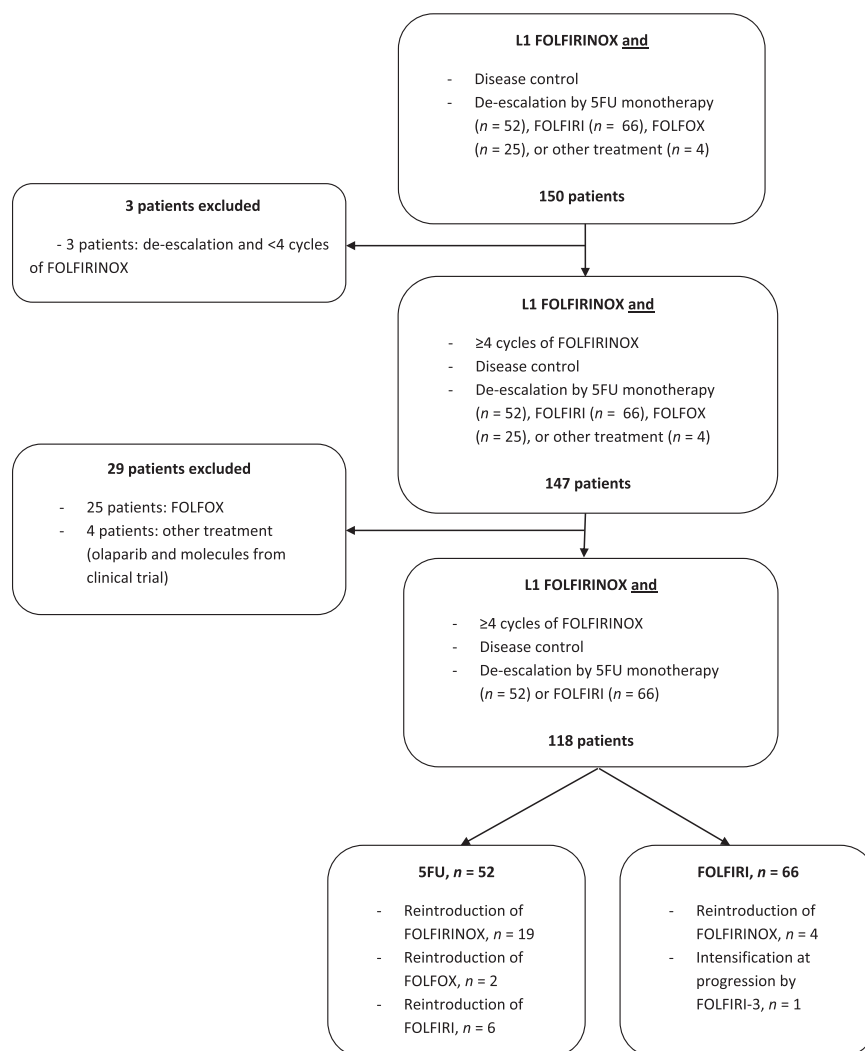 L1 FOLFIRINOX and
- Disease control
- De-escalation by 5FU monotherapy
(n = 52), FOLFIRI (n = 66), FOLFOX
(n = 25), or other treatment (n = 4)
150 patients
3 patients excluded
- 3 patients: de-escalation and <4 cycles
of FOLFIRINOX
L1 FOLFIRINOX and
- ≥4 cycles of FOLFIRINOX
- Disease control
- De-escalation by 5FU monotherapy
(n = 52), FOLFIRI (n = 66), FOLFOX
(n = 25), or other treatment (n = 4)
147 patients
29 patients excluded
- 25 patients: FOLFOX
- 4 patients: other treatment
(olaparib and molecules from
clinical trial)
L1 FOLFIRINOX and
- ≥4 cycles of FOLFIRINOX
- Disease control
- De-escalation by 5FU monotherapy
(n = 52) or FOLFIRI (n = 66)
118 patients
5FU, n = 52
- Reintroduction of
FOLFIRINOX, n = 19
- Reintroduction of
FOLFOX, n = 2
- Reintroduction of
FOLFIRI, n = 6
FOLFIRI, n = 66
- Reintroduction of
FOLFIRINOX, n = 4
- Intensification at
progression by
FOLFIRI-3, n = 1